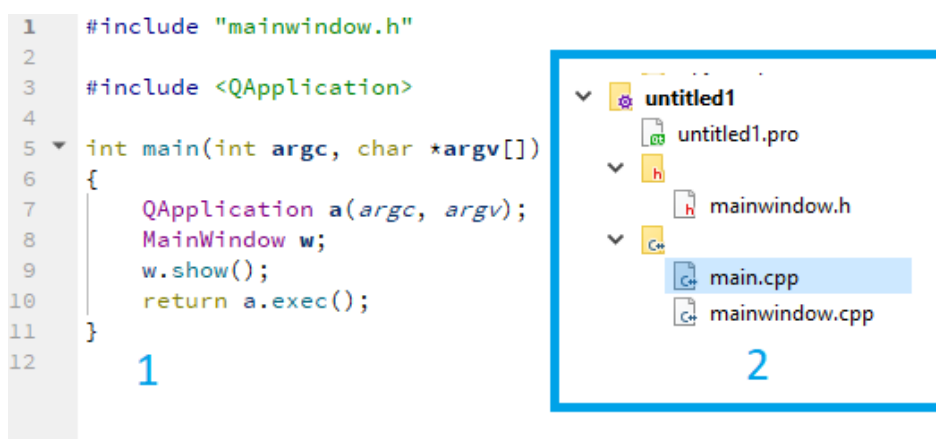 1 #include "mainwindow.h"
2
3 #include <QApplication>
4
5 int main(int argc, char *argv[])
6 {
7     QApplication a(argc, argv);
8     MainWindow w;
9     w.show();
10     return a.exec();
11 }
12
1
untitled1
untitled1.pro
mainwindow.h
main.cpp
mainwindow.cpp
2